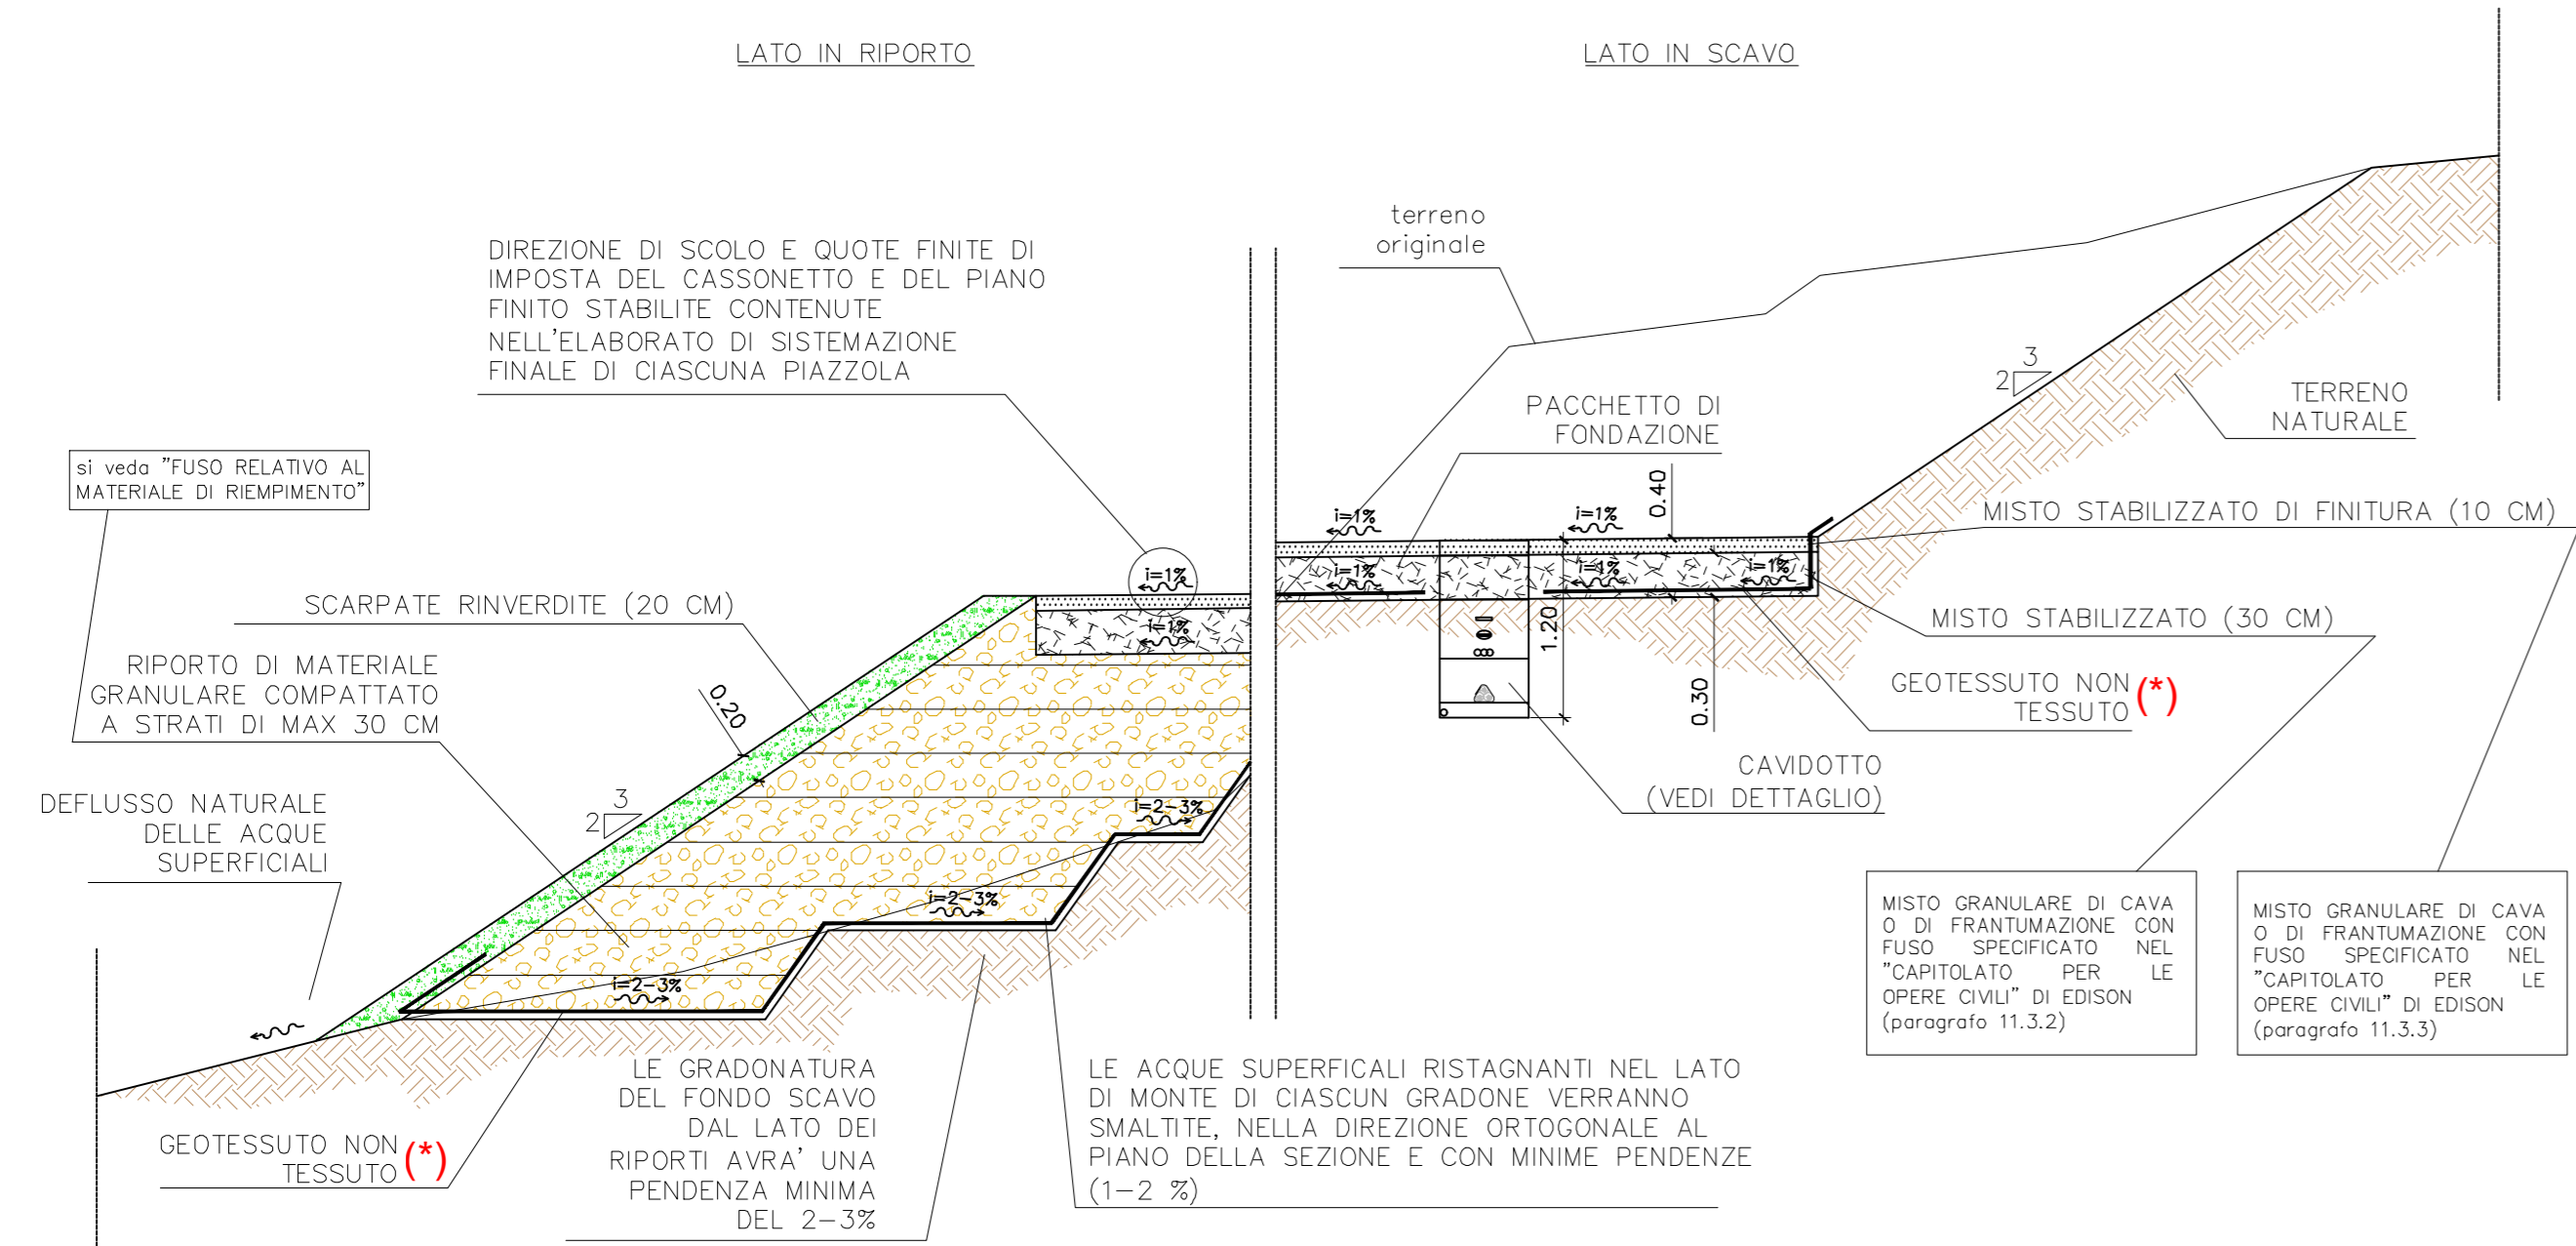 LATO IN RIPORTO
LATO IN SCAVO
DIREZIONE DI SCOLO E QUOTE FINITE DI
IMPOSTA DEL CASSONETTO E DEL PIANO
FINITO STABILITE CONTENUTE
NELL'ELABORATO DI SISTEMAZIONE
FINALE DI CIASCUNA PIAZZOLA
terreno
originale
PACCHETTO DI
FONDAZIONE
3
2
TERRENO
NATURALE
si veda "FUSO RELATIVO AL
MATERIALE DI RIEMPIMENTO"
0.40
i=1%
i=1%
MISTO STABILIZZATO DI FINITURA (10 CM)
i=1%
i=1%
i=1%
i=1%
i=1%
SCARPATE RINVERDITE (20 CM)
MISTO STABILIZZATO (30 CM)
1.20
0.30
RIPORTO DI MATERIALE
GRANULARE COMPATTATO
A STRATI DI MAX 30 CM
0.20
GEOTESSUTO NON
TESSUTO (*)
CAVIDOTTO
(VEDI DETTAGLIO)
3
2
DEFLUSSO NATURALE
DELLE ACQUE
SUPERFICIALI
i=2-3%
i=2-3%
i=2-3%
MISTO GRANULARE DI CAVA
O DI FRANTUMAZIONE CON
FUSO SPECIFICATO NEL
"CAPITOLATO PER LE
OPERE CIVILI" DI EDISON
(paragrafo 11.3.2)
MISTO GRANULARE DI CAVA
O DI FRANTUMAZIONE CON
FUSO SPECIFICATO NEL
"CAPITOLATO PER LE
OPERE CIVILI" DI EDISON
(paragrafo 11.3.3)
GEOTESSUTO NON
TESSUTO (*)
LE GRADONATURA
DEL FONDO SCAVO
DAL LATO DEI
RIPORTI AVRA' UNA
PENDENZA MINIMA
DEL 2-3%
LE ACQUE SUPERFICALI RISTAGNANTI NEL LATO
DI MONTE DI CIASCUN GRADONE VERRANNO
SMALTITE, NELLA DIREZIONE ORTOGONALE AL
PIANO DELLA SEZIONE E CON MINIME PENDENZE
(1-2 %)